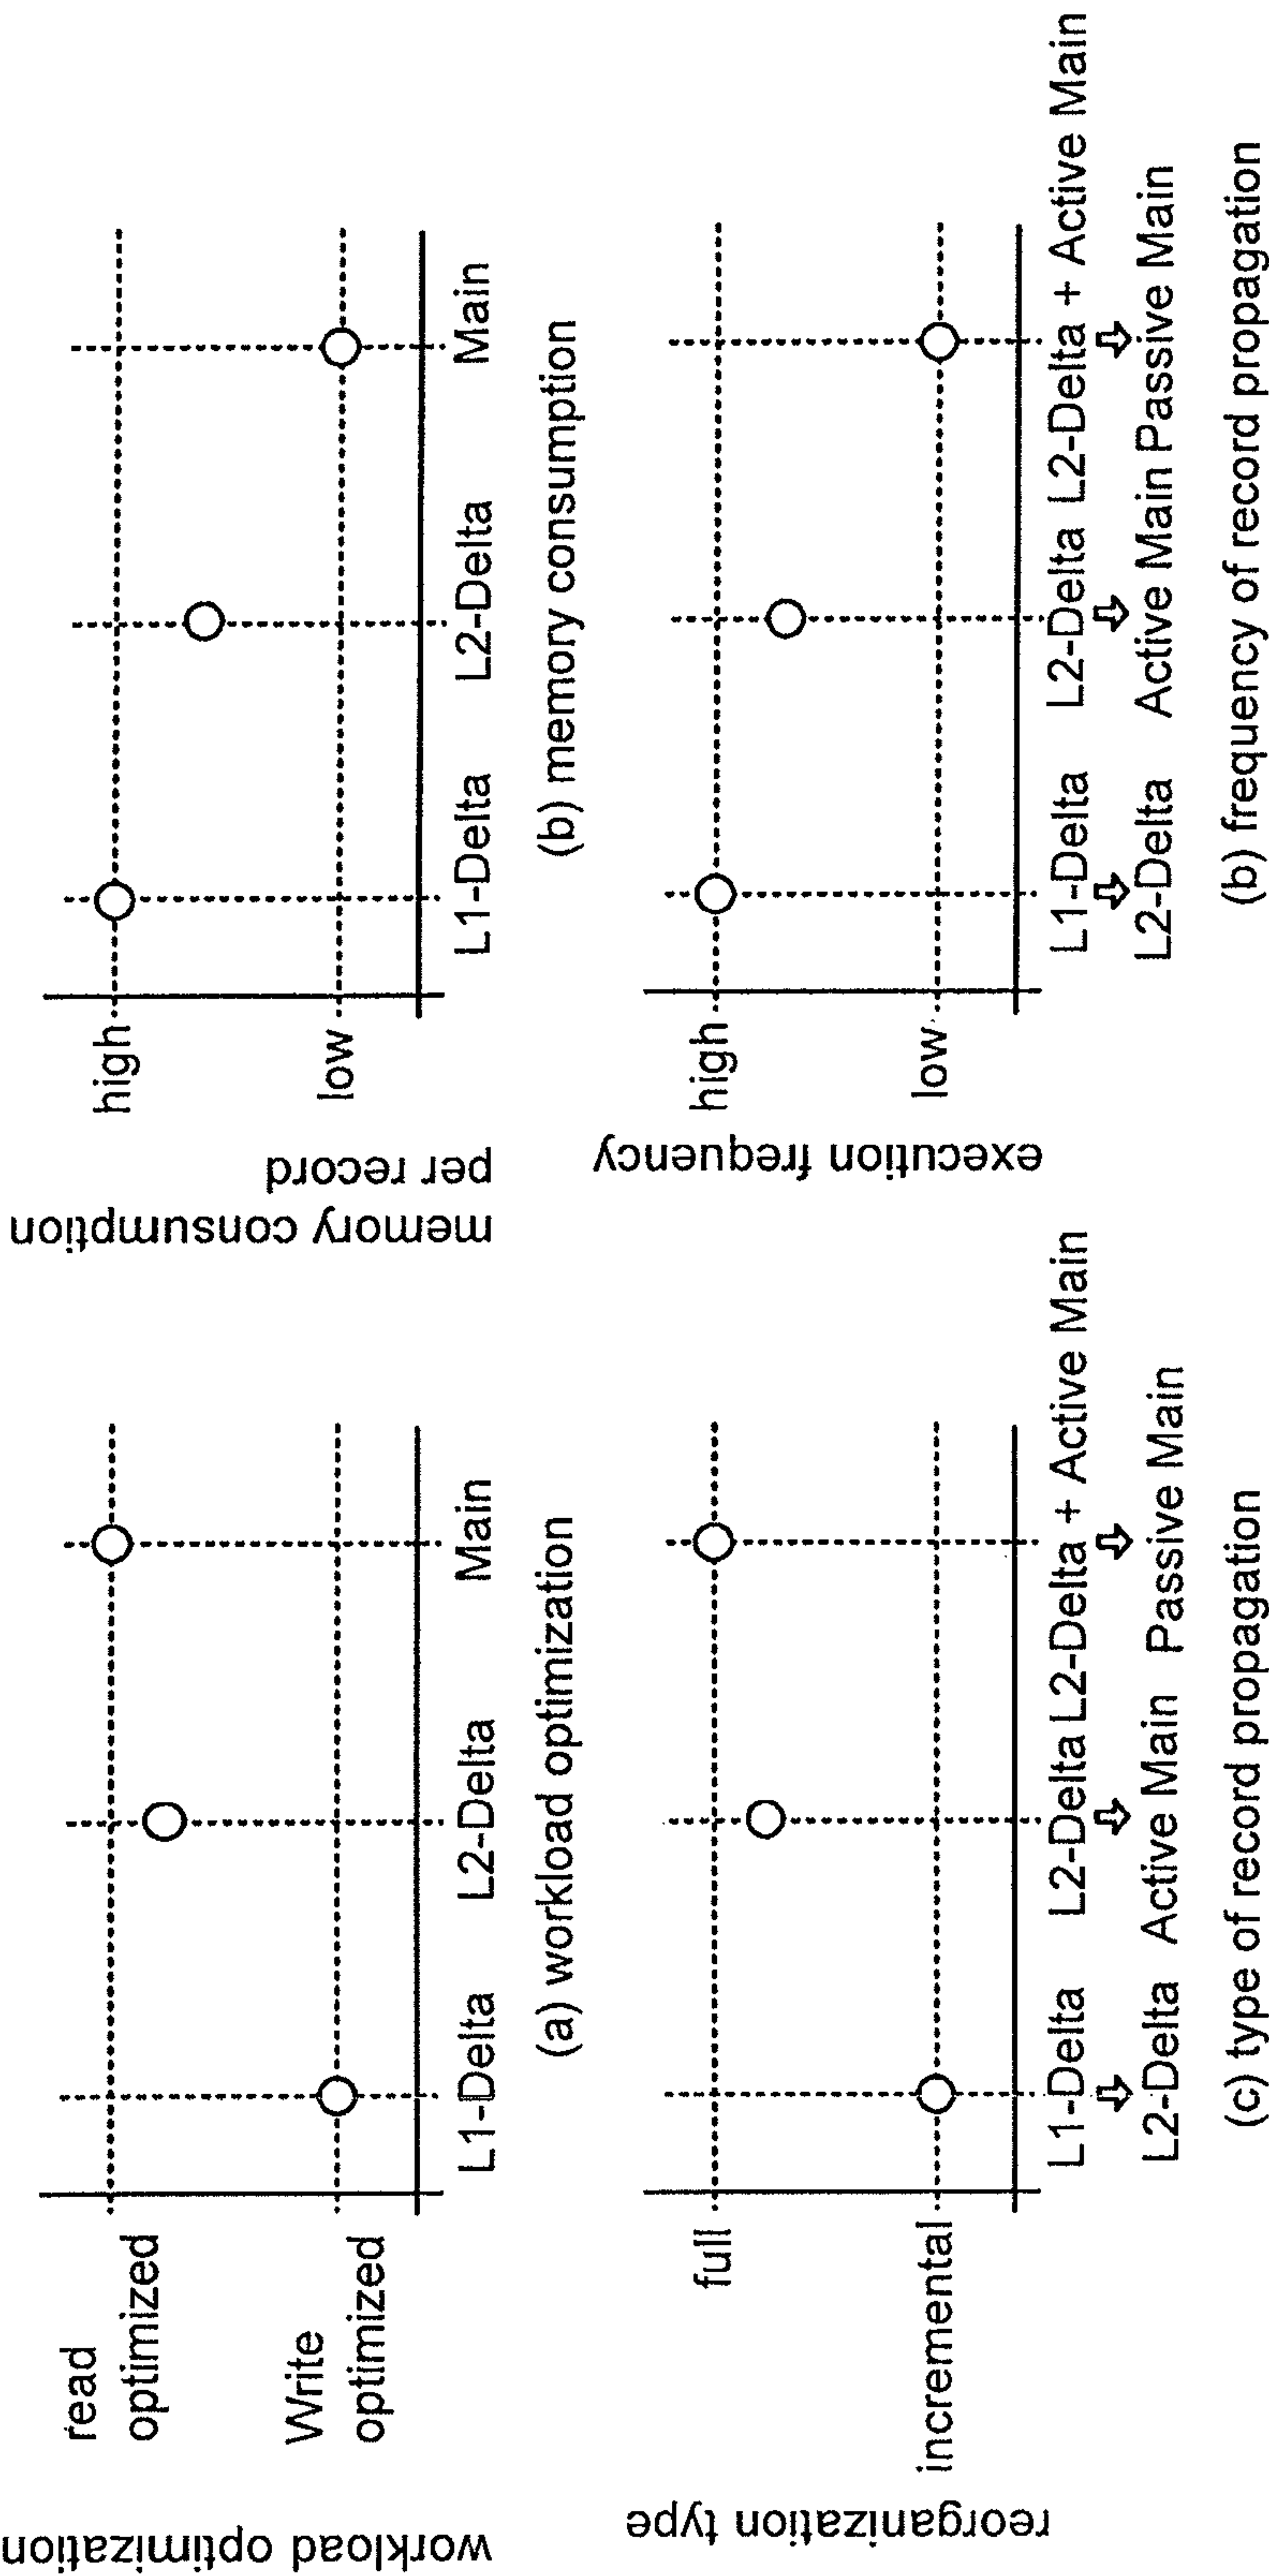 workload optimization
read
optimized
Write
optimized
L1-Delta L2-Delta Main
(a) workload optimization
memory consumption
per record
high
low
L1-Delta L2-Delta Main
(b) memory consumption
reorganization type
full
incremental
L1-Delta L2-Delta L2-Delta + Active Main
L2-Delta Active Main Passive Main
(c) type of record propagation
execution frequency
high
low
L1-Delta L2-Delta L2-Delta + Active Main
L2-Delta Active Main Passive Main
(b) frequency of record propagation